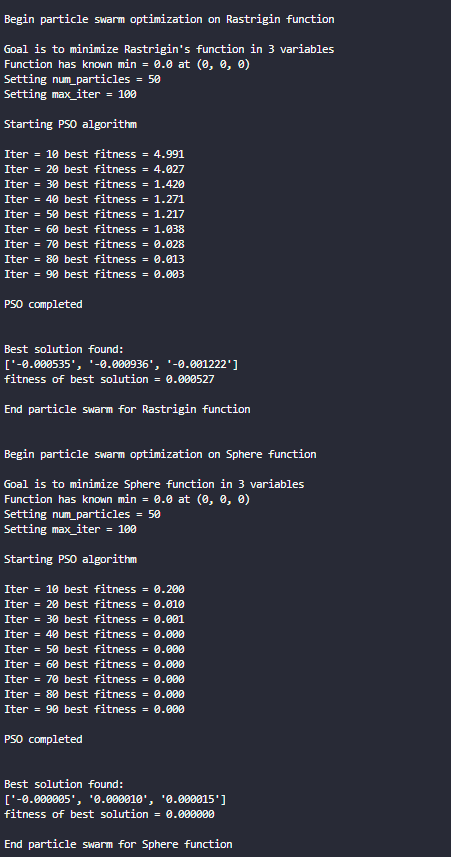 Begin particle swarm optimization on Rastrigin function
Goal is to minimize Rastrigin's function in 3 variables
Function has known min = 0.0 at (0, 0, 0)
Setting num_particles = 50
Setting max_iter = 100
Starting PSO algorithm
Iter = 10 best fitness = 4.991
Iter = 20 best fitness = 4.027
Iter = 30 best fitness = 1.420
Iter = 40 best fitness = 1.271
Iter = 50 best fitness = 1.217
Iter = 60 best fitness = 1.038
Iter = 70 best fitness = 0.028
Iter = 80 best fitness = 0.013
Iter = 90 best fitness = 0.003
PSO completed
Best solution found:
['-0.000535', '-0.000936', '-0.001222']
fitness of best solution = 0.000527
End particle swarm for Rastrigin function
Begin particle swarm optimization on Sphere function
Goal is to minimize Sphere function in 3 variables
Function has known min = 0.0 at (0, 0, 0)
Setting num_particles = 50
Setting max_iter = 100
Starting PSO algorithm
Iter = 10 best fitness = 0.200
Iter = 20 best fitness = 0.010
Iter = 30 best fitness = 0.001
Iter = 40 best fitness = 0.000
Iter = 50 best fitness = 0.000
Iter = 60 best fitness = 0.000
Iter = 70 best fitness = 0.000
Iter = 80 best fitness = 0.000
Iter = 90 best fitness = 0.000
PSO completed
Best solution found:
['-0.000005', '0.000010', '0.000015']
fitness of best solution = 0.000000
End particle swarm for Sphere function